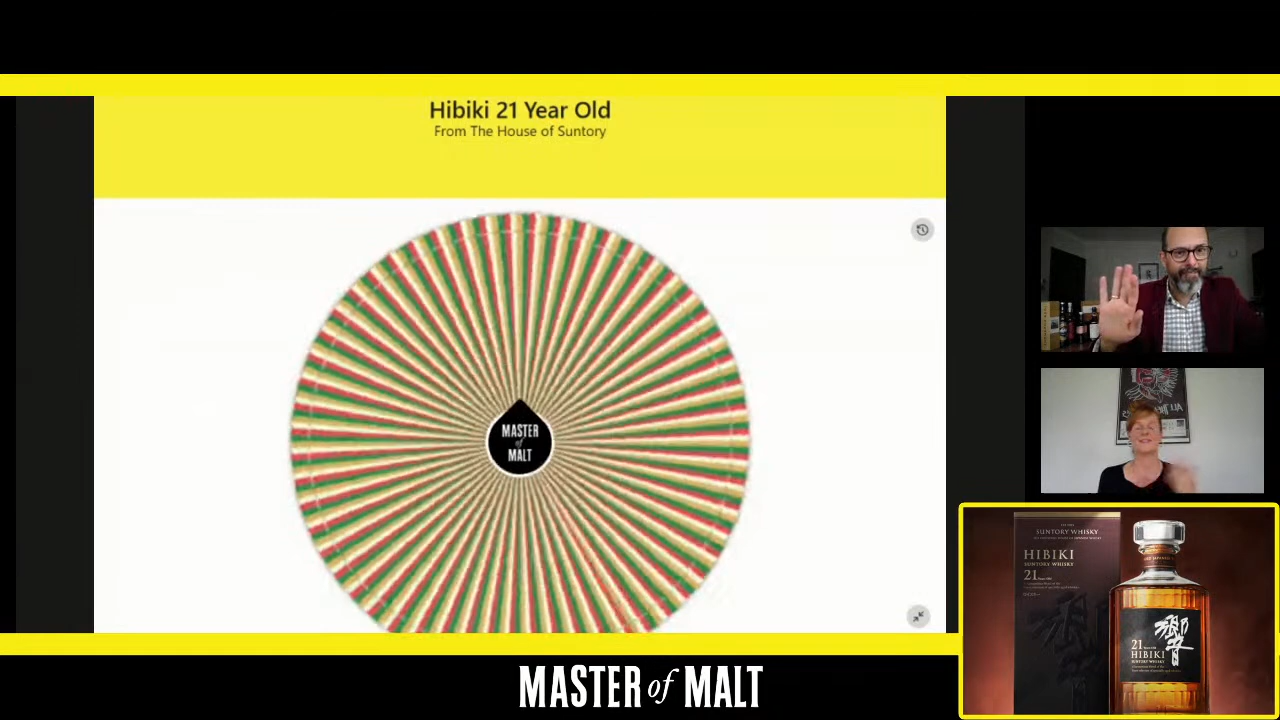 Hibiki 21 Year Old
From The House of Suntory
MASTER
of
MALT
SUNTORY WHISKY
HIBIKI
SUNTORY WHISKY
21
響
21
HIBIKI
SUNTORY WHISKY
MASTER of MALT